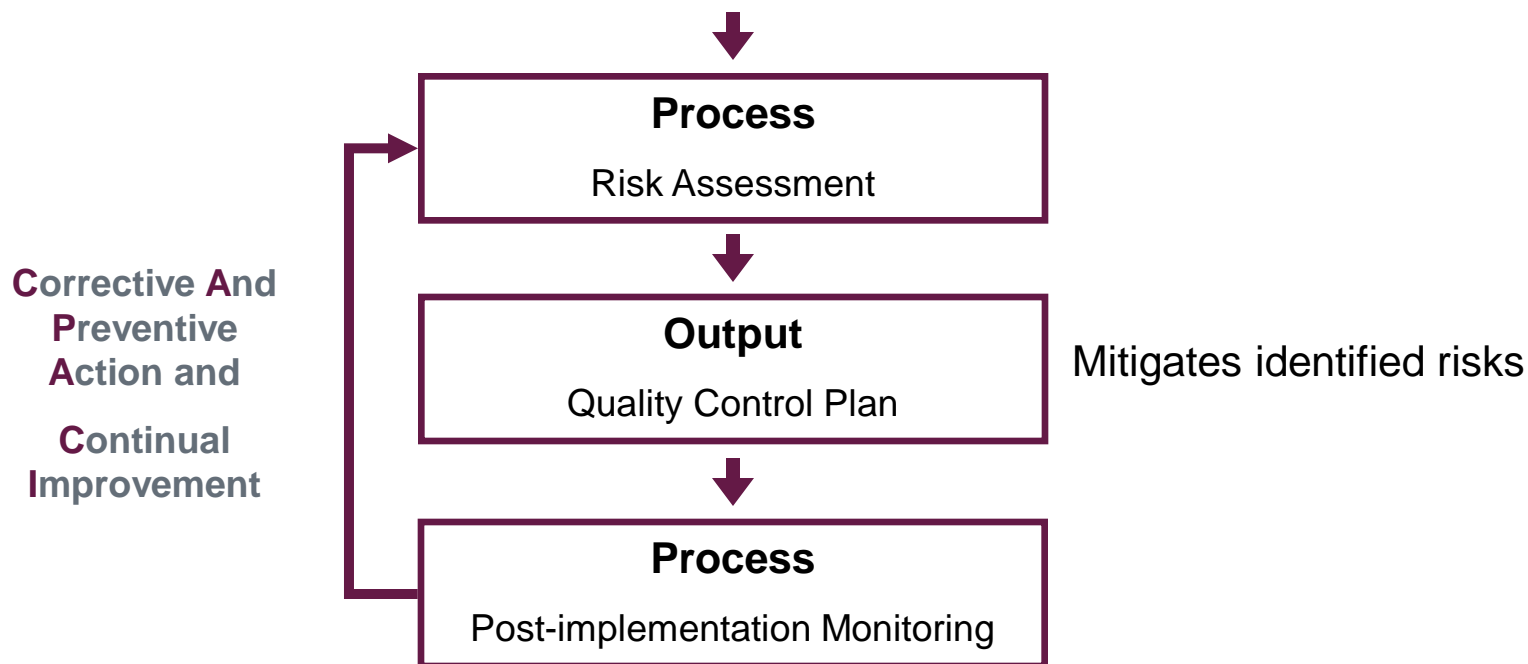 Process
Risk Assessment
Corrective And
Preventive
Action and
Continual
Improvement
Output
Quality Control Plan
Mitigates identified risks
Process
Post-implementation Monitoring